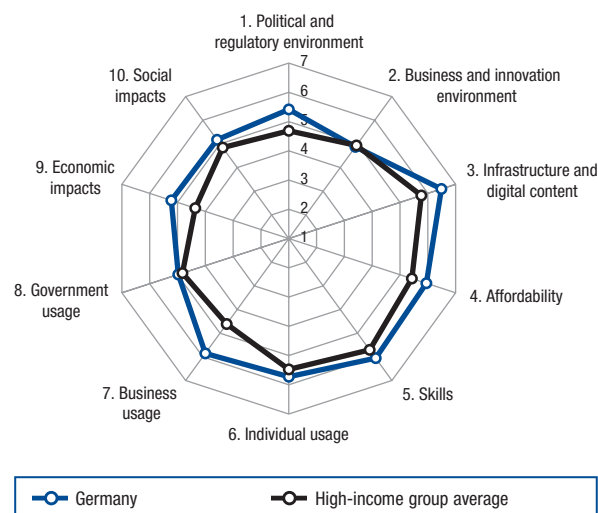 1. Political and
regulatory environment
10. Social
impacts
2. Business and innovation
environment
9. Economic
impacts
3. Infrastructure and
digital content
8. Government
usage
4. Affordability
7. Business
usage
5. Skills
6. Individual usage
7
6
5
4
3
2
1
Germany
High-income group average